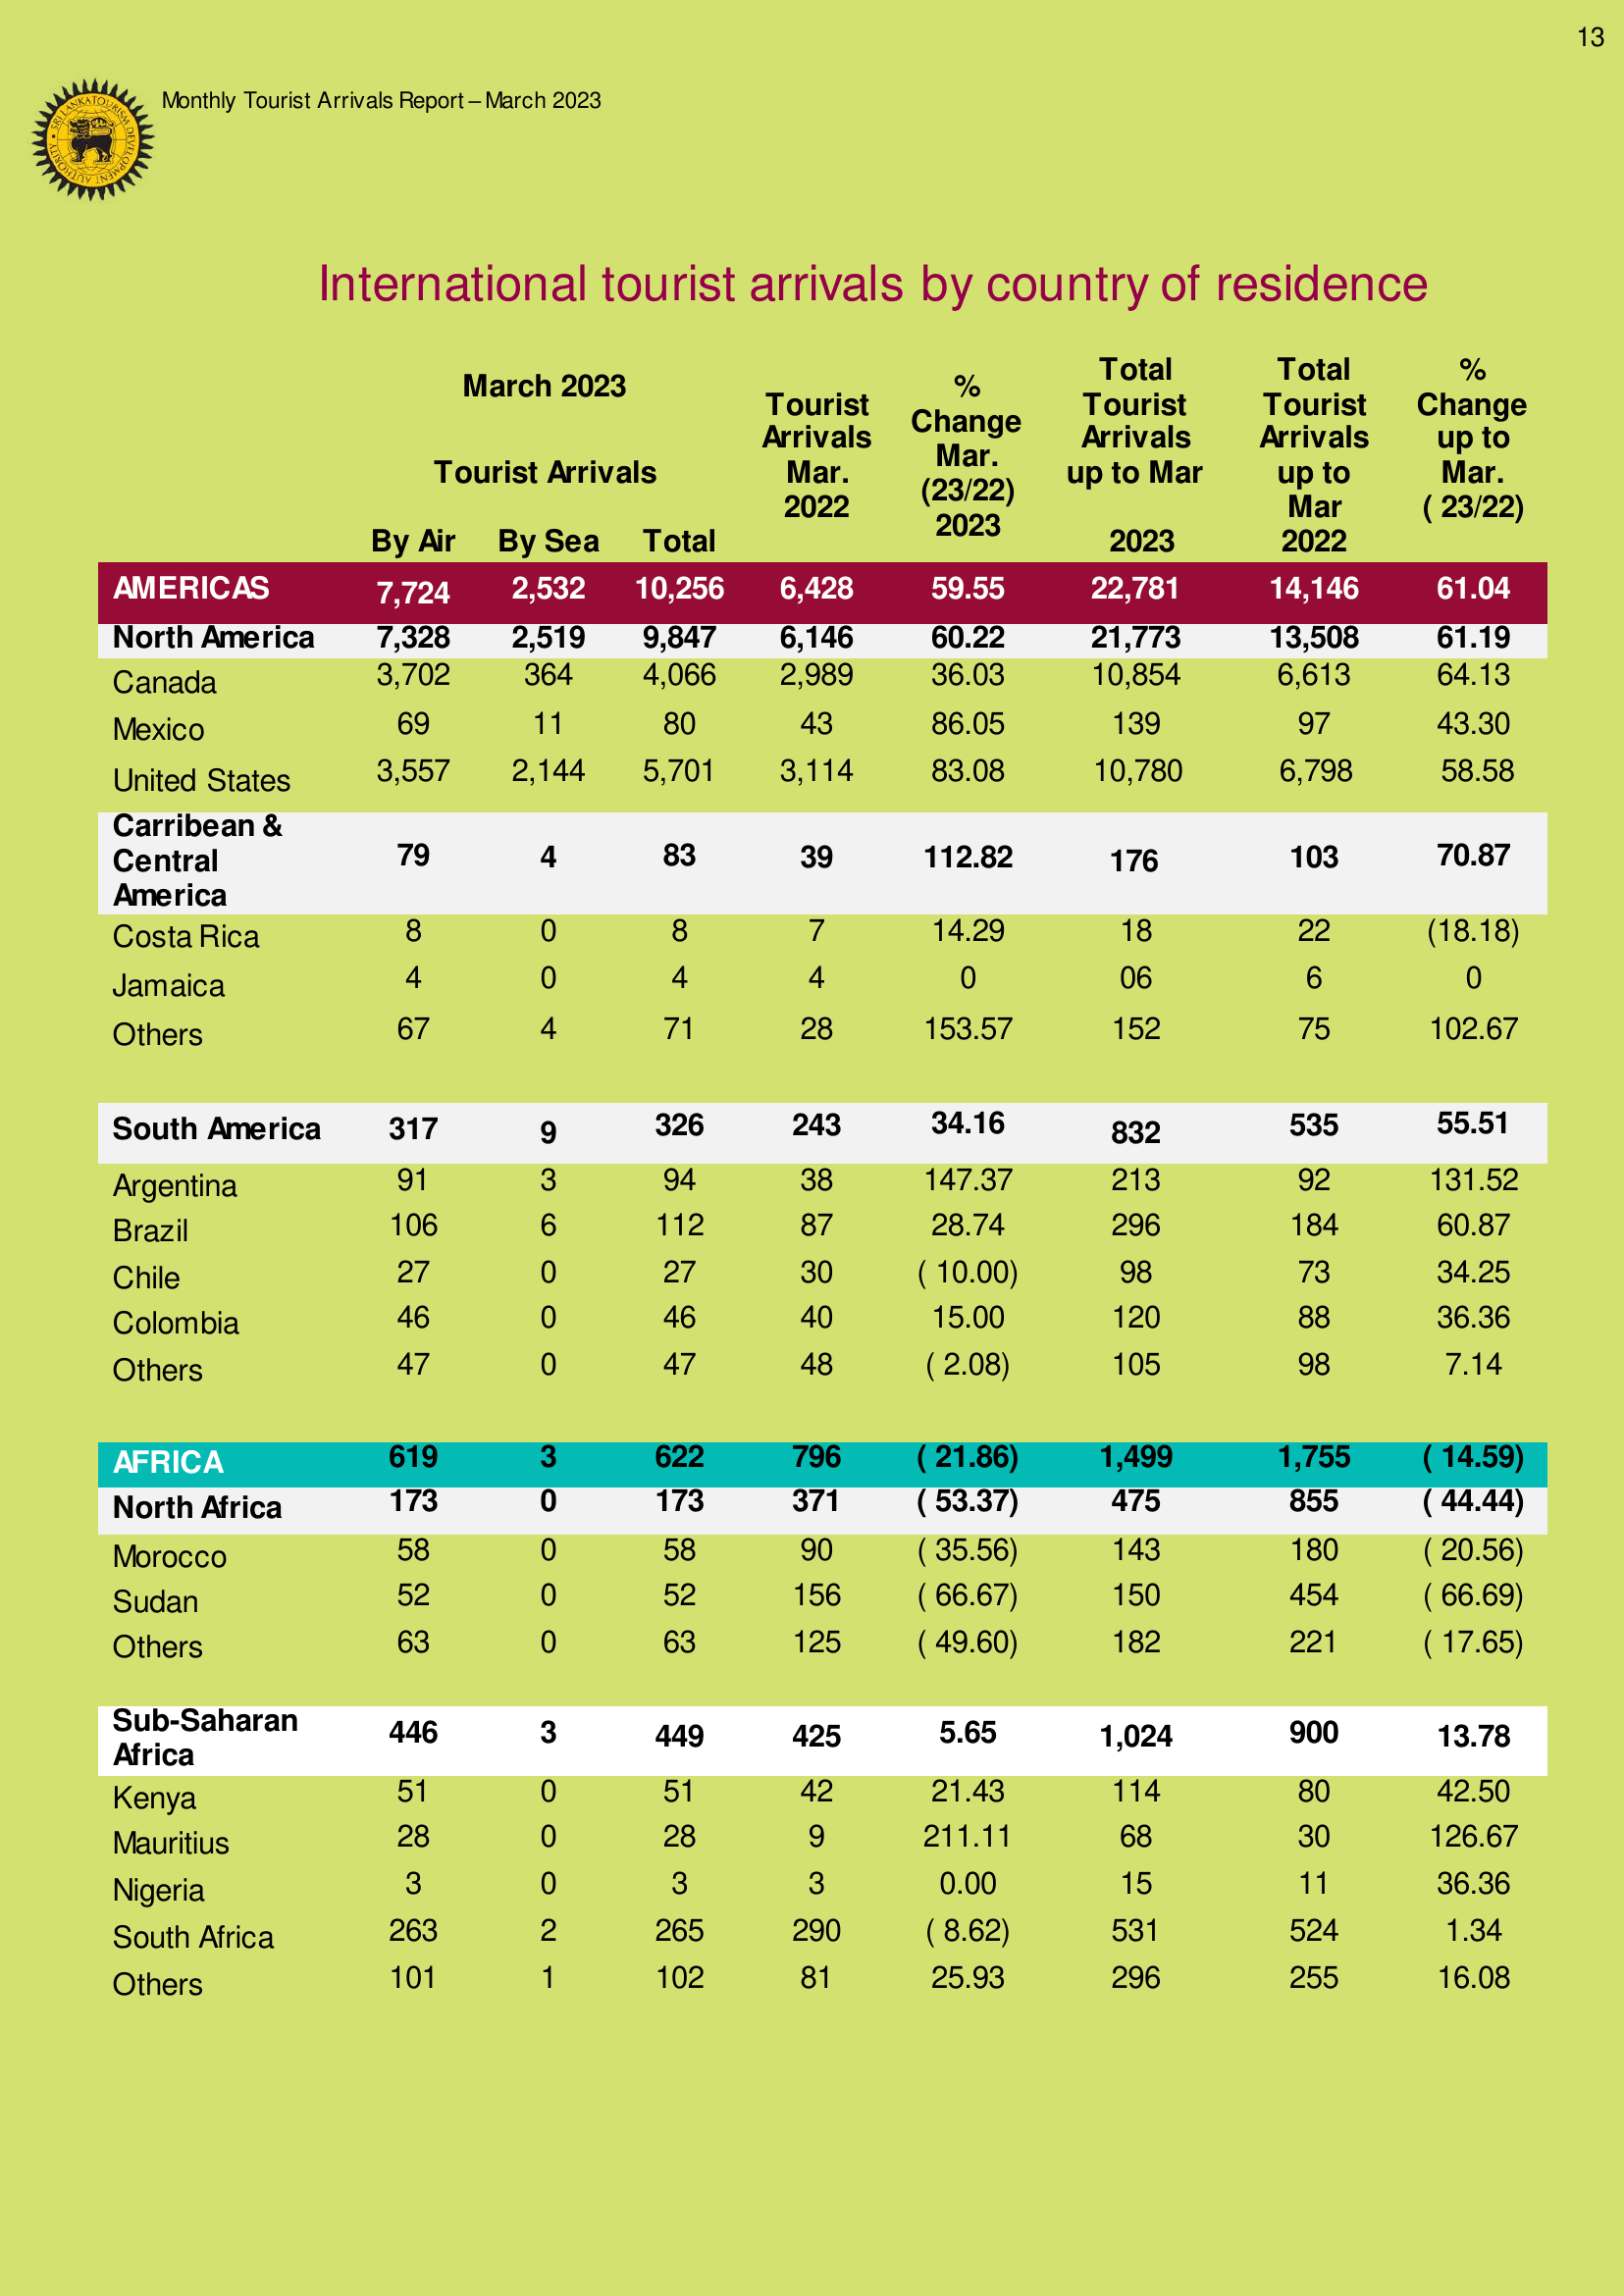 13
SRI LANKA TOURISM DEVELOPMENT AUTHORITY
Monthly Tourist Arrivals Report – March 2023
International tourist arrivals by country of residence
March 2023
Tourist Arrivals
By Air By Sea Total
Tourist
Arrivals
Mar.
2022
%
Change
Mar.
(23/22)
2023
Total
Tourist
Arrivals
up to Mar
2023
Total
Tourist
Arrivals
up to
Mar
2022
%
Change
up to
Mar.
( 23/22)
AMERICAS 7,724 2,532 10,256 6,428 59.55 22,781 14,146 61.04
North America 7,328 2,519 9,847 6,146 60.22 21,773 13,508 61.19
Canada 3,702 364 4,066 2,989 36.03 10,854 6,613 64.13
Mexico 69 11 80 43 86.05 139 97 43.30
United States 3,557 2,144 5,701 3,114 83.08 10,780 6,798 58.58
Carribean &
Central
America
79 4 83 39 112.82 176 103 70.87
Costa Rica 8 0 8 7 14.29 18 22 (18.18)
Jamaica 4 0 4 4 0 06 6 0
Others 67 4 71 28 153.57 152 75 102.67
South America 317 9 326 243 34.16 832 535 55.51
Argentina 91 3 94 38 147.37 213 92 131.52
Brazil 106 6 112 87 28.74 296 184 60.87
Chile 27 0 27 30 ( 10.00) 98 73 34.25
Colombia 46 0 46 40 15.00 120 88 36.36
Others 47 0 47 48 ( 2.08) 105 98 7.14
AFRICA 619 3 622 796 ( 21.86) 1,499 1,755 ( 14.59)
North Africa 173 0 173 371 ( 53.37) 475 855 ( 44.44)
Morocco 58 0 58 90 ( 35.56) 143 180 ( 20.56)
Sudan 52 0 52 156 ( 66.67) 150 454 ( 66.69)
Others 63 0 63 125 ( 49.60) 182 221 ( 17.65)
Sub-Saharan
Africa
446 3 449 425 5.65 1,024 900 13.78
Kenya 51 0 51 42 21.43 114 80 42.50
Mauritius 28 0 28 9 211.11 68 30 126.67
Nigeria 3 0 3 3 0.00 15 11 36.36
South Africa 263 2 265 290 ( 8.62) 531 524 1.34
Others 101 1 102 81 25.93 296 255 16.08